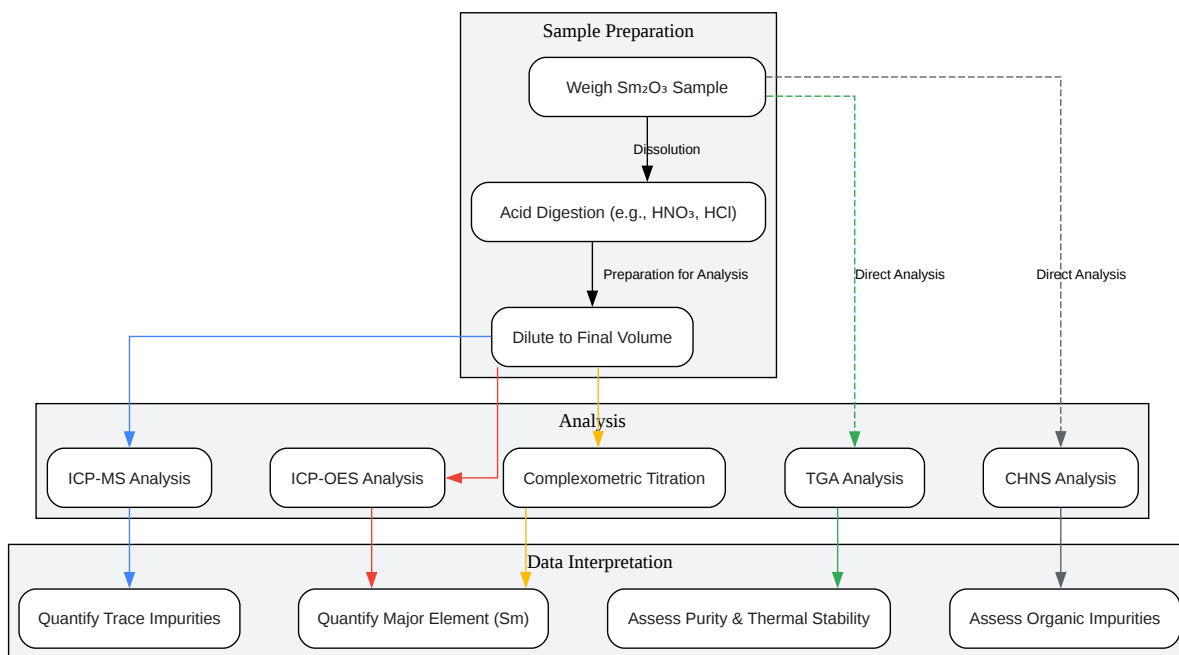 Sample Preparation
Weigh Sm₂O₃ Sample
Dissolution
Acid Digestion (e.g., HNO₃, HCl)
Preparation for Analysis
Direct Analysis
Direct Analysis
Dilute to Final Volume
Analysis
ICP-MS Analysis
ICP-OES Analysis
Complexometric Titration
TGA Analysis
CHNS Analysis
Data Interpretation
Quantify Trace Impurities
Quantify Major Element (Sm)
Assess Purity & Thermal Stability
Assess Organic Impurities